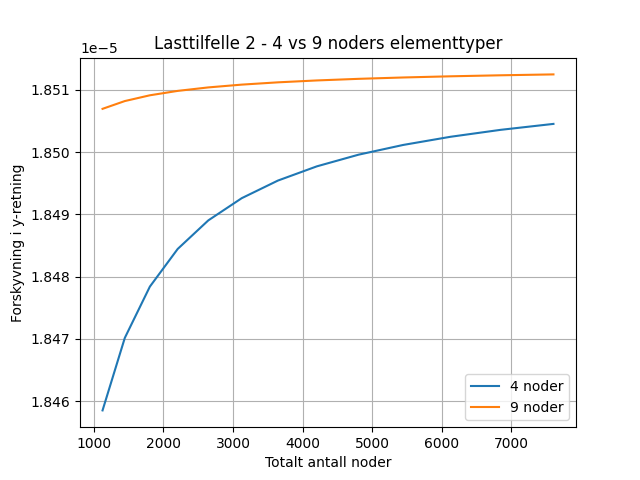 Lasttilfelle 2 - 4 vs 9 noders elementtyper
1e−5
1.851
1.850
1.849
1.848
1.847
1.846
Forskyvning i y-retning
4 noder
9 noder
1000 2000 3000 4000 5000 6000 7000
Totalt antall noder